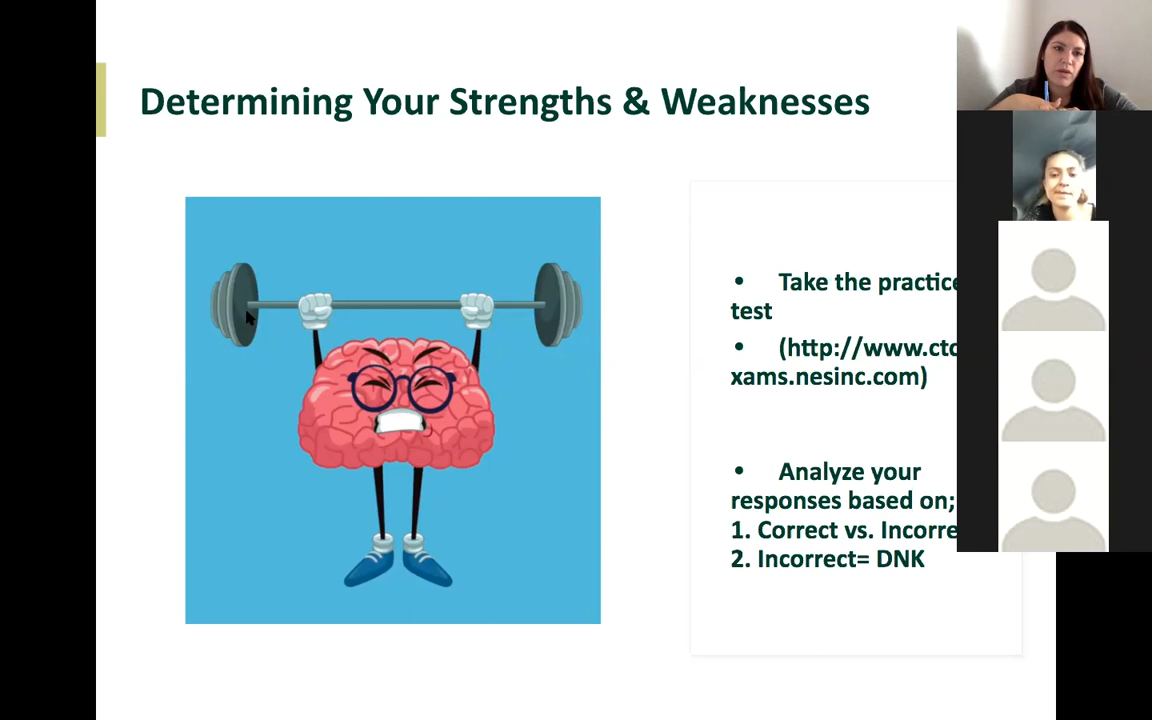 Determining Your Strengths & Weaknesses
• Take the practice
test
• (http://www.ctc
xams.nesinc.com)
• Analyze your
responses based on;
1. Correct vs. Incorre
2. Incorrect= DNK